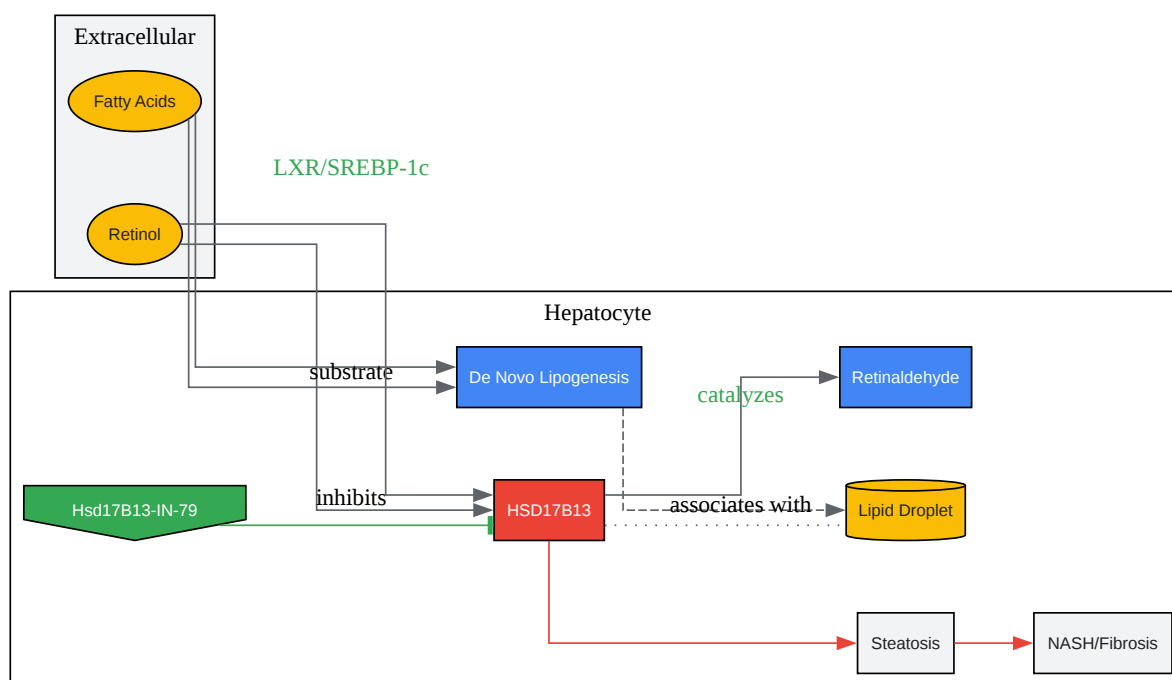 Extracellular
Fatty Acids
LXR/SREBP-1c
Retinol
Hepatocyte
substrate
De Novo Lipogenesis
Retinaldehyde
catalyzes
Hsd17B13-IN-79
inhibits
HSD17B13
associates with
Lipid Droplet
Steatosis
NASH/Fibrosis